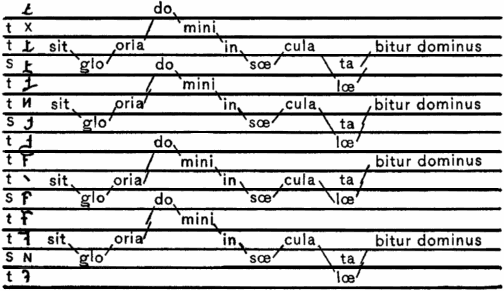 do
t X mini
t sit oria in cula bitur dominus
S glo do sœ ta
t mini lœ
t И sit oria in cula bitur dominus
S glo sœ ta
t do lœ
t mini bitur dominus
t sit oria in cula ta
S glo do sœ lœ
t mini
t sit oria in cula bitur dominus
S N glo sœ ta
t lœ